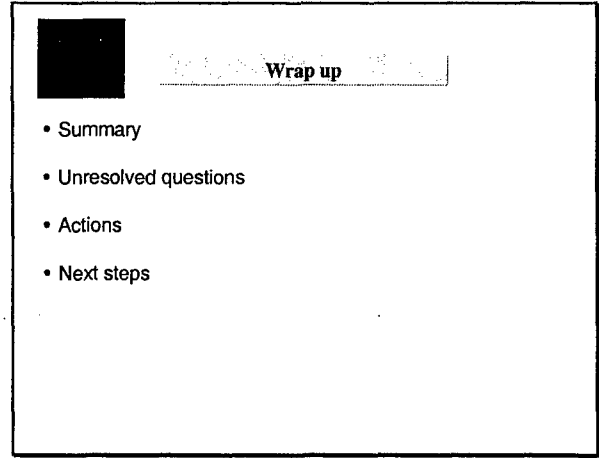 Wrap up
• Summary
• Unresolved questions
• Actions
• Next steps